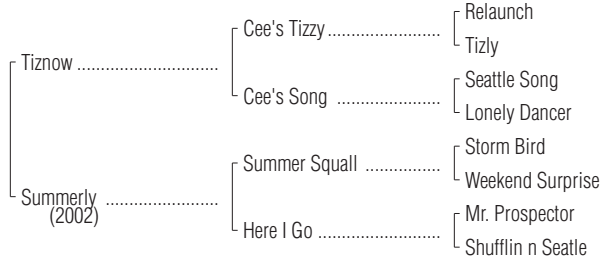 Relaunch
Cee's Tizzy ........................
Tizly
Tiznow ..............................
Seattle Song
Cee's Song ......................
Lonely Dancer
Storm Bird
Summer Squall ................
Weekend Surprise
Summerly ........................
(2002)
Mr. Prospector
Here I Go ..........................
Shufflin n Seatle